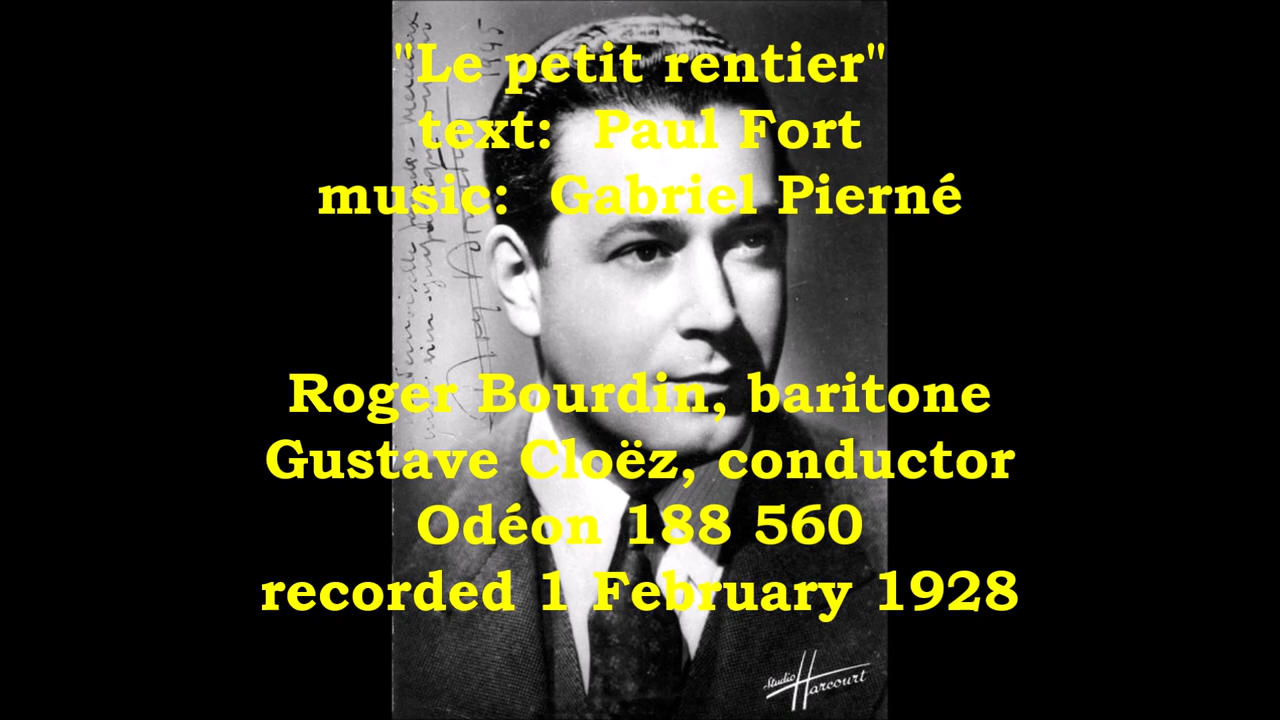 "Le petit rentier"
text: Paul Fort
music: Gabriel Pierné
Roger Bourdin, baritone
Gustave Cloëz, conductor
Odéon 188 560
recorded 1 February 1928
1945
Studio Harcourt